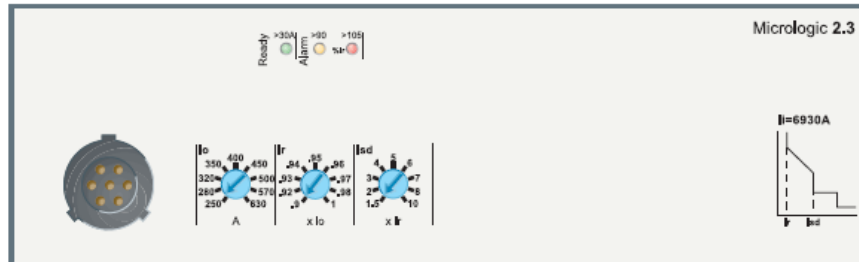 Micrologic 2.3
Ready >30A Alarm >90 %Ir >105
Ii=6930A
Io
250 280 320 350 400 450 500 570 630
A
Ir
.9 .92 .93 .94 .95 .96 .97 .98 1
x Io
Isd
1.5 2 3 4 5 6 7 8 10
x Ir
Ir Isd